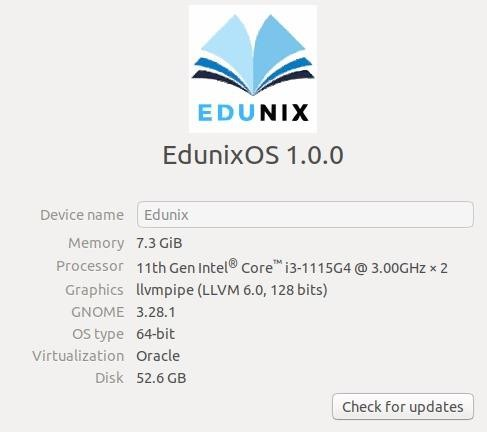 EDUNIX
EdunixOS 1.0.0
Device name Edunix
Memory 7.3 GiB
Processor 11th Gen Intel® Core™ i3-1115G4 @ 3.00GHz × 2
Graphics llvmpipe (LLVM 6.0, 128 bits)
GNOME 3.28.1
OS type 64-bit
Virtualization Oracle
Disk 52.6 GB
Check for updates